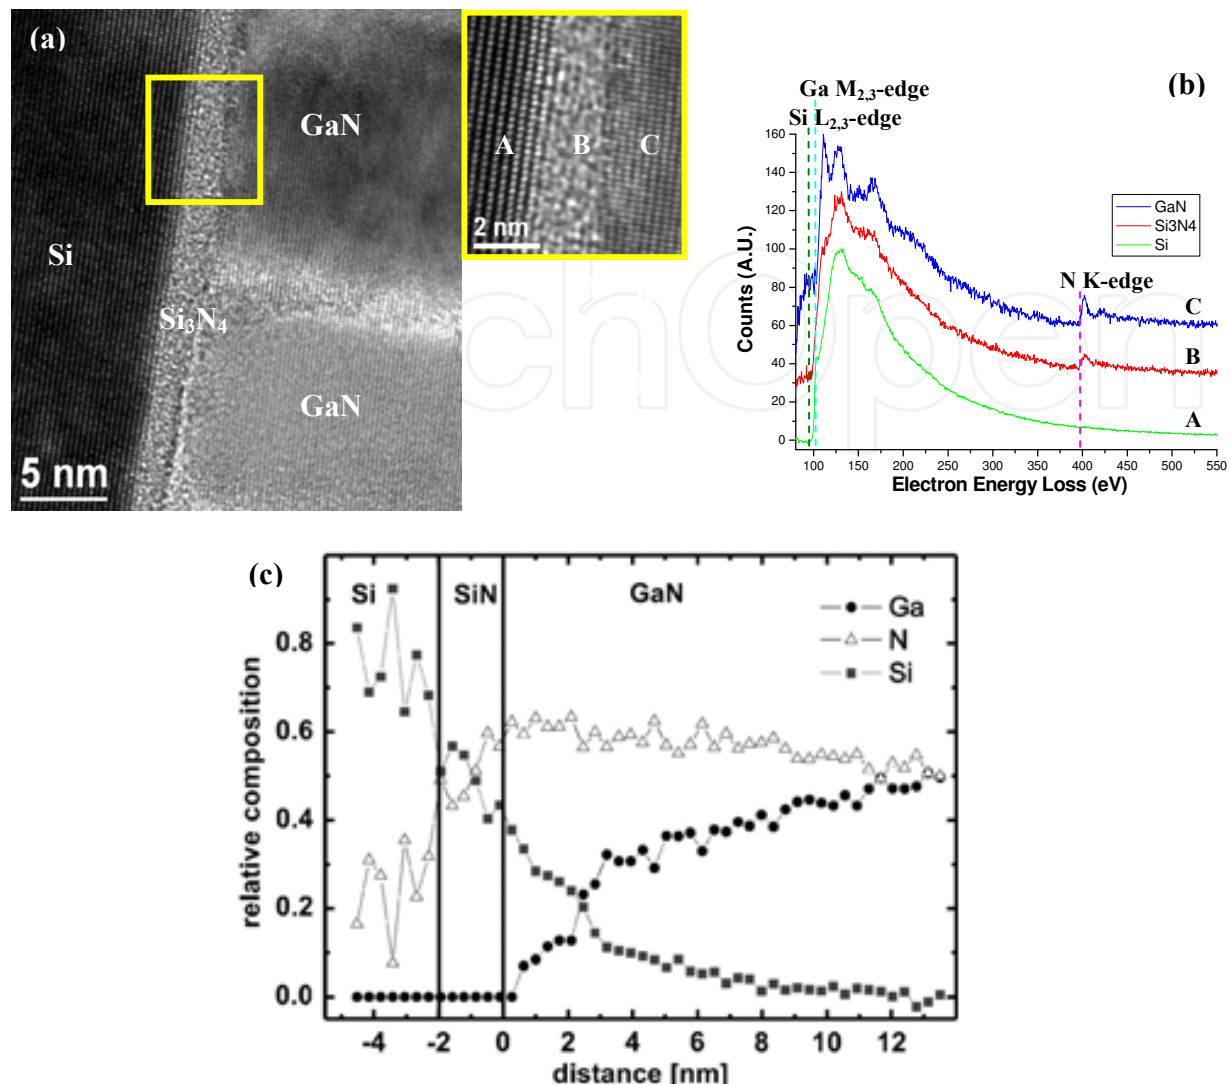 (a)
GaN
Si
Si₃N₄
GaN
5 nm
A
B
C
2 nm
(b)
Ga M₂,₃-edge
Si L₂,₃-edge
160
140
120
100
80
60
40
20
0
Counts (A.U.)
GaN
Si3N4
Si
N K-edge
C
B
A
100 150 200 250 300 350 400 450 500 550
Electron Energy Loss (eV)
(c)
Si
SiN
GaN
Ga
N
Si
0.8
0.6
0.4
0.2
0.0
relative composition
-4 -2 0 2 4 6 8 10 12
distance [nm]